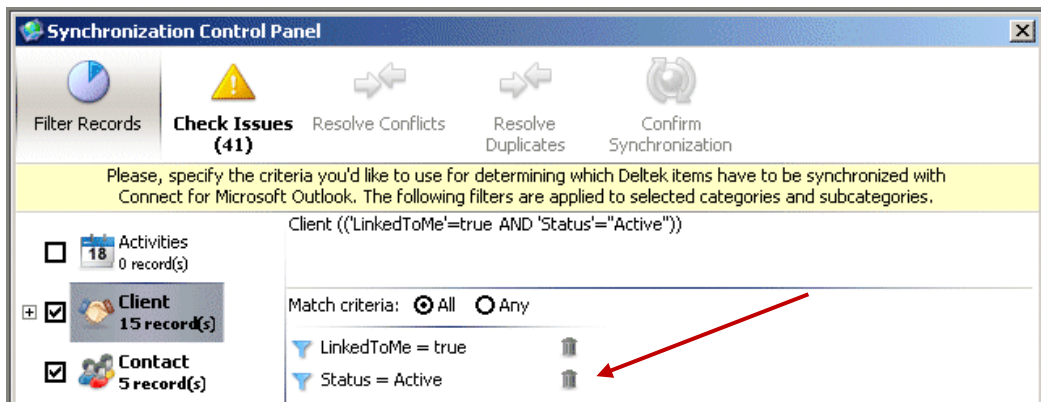 Synchronization Control Panel
Filter Records
Check Issues
(41)
Resolve Conflicts
Resolve
Duplicates
Confirm
Synchronization
Please, specify the criteria you'd like to use for determining which Deltek items have to be synchronized with
Connect for Microsoft Outlook. The following filters are applied to selected categories and subcategories.
18
Activities
0 record(s)
Client
15 record(s)
Contact
5 record(s)
Client (('LinkedToMe'=true AND 'Status'="Active"))
Match criteria: All Any
LinkedToMe = true
Status = Active